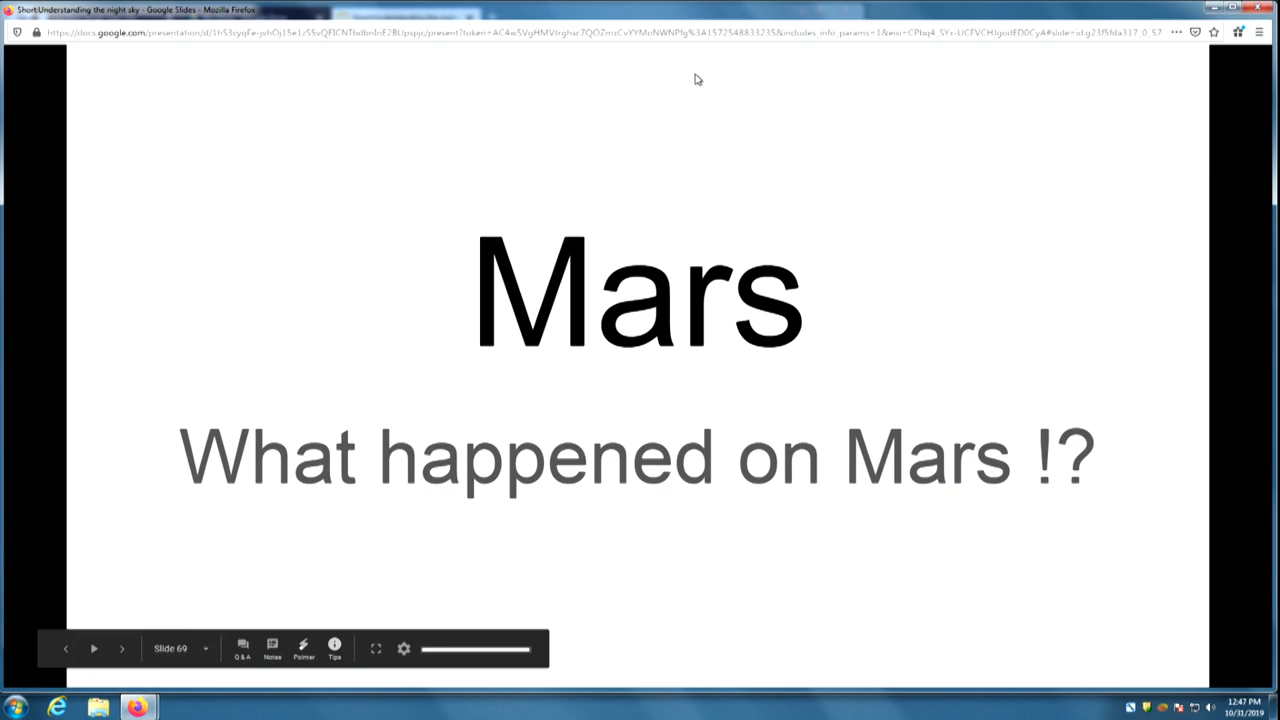 Short:Understanding the night sky - Google Slides - Mozilla Firefox
Mars
What happened on Mars !?
Slide 69
Q & A
Notes
Pointer
Tips
12:47 PM
10/31/2019